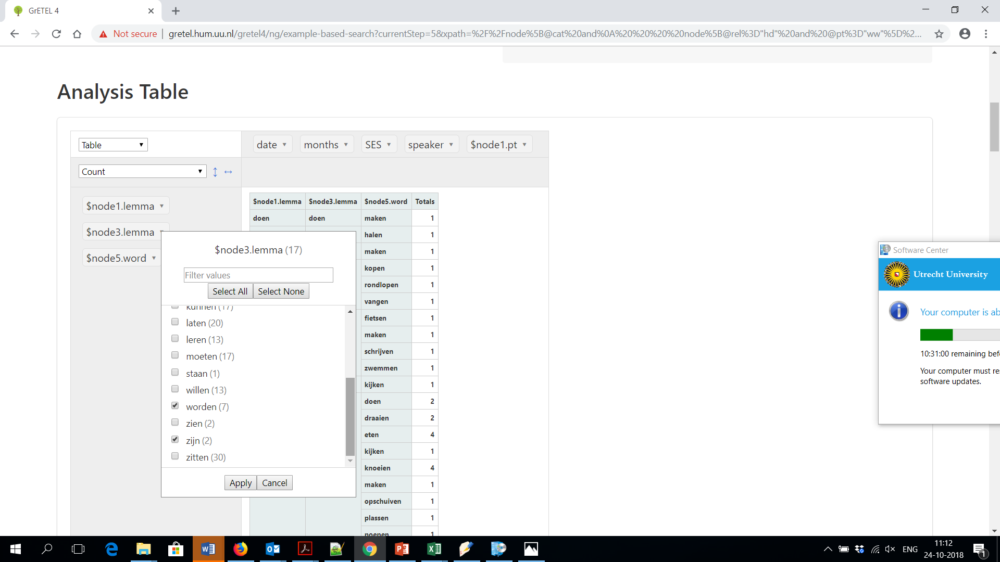 GrETEL 4
Not secure
gretel.hum.uu.nl/gretel4/ng/example-based-search?currentStep=5&xpath=%2F%2Fnode%5B@cat%20and%0A%20%20%20%20node%5B@rel%3D"hd"%20and%20@pt%3D"ww"%5D%2...
Analysis Table
Table
date months SES speaker $node1.pt
Count
$node1.lemma
$node3.lemma
$node5.word
$node1.lemma $node3.lemma $node5.word Totals
doen doen maken 1
halen 1
maken 1
kopen 1
rondlopen 1
vangen 1
fietsen 1
maken 1
schrijven 1
zwemmen 1
kijken 1
doen 2
draaien 2
eten 4
kijken 1
knoeien 4
maken 1
opschuiven 1
plassen 1
poepen 1
$node3.lemma (17)
Filter values
Select All Select None
kunnen (17)
laten (20)
leren (13)
moeten (17)
staan (1)
willen (13)
worden (7)
zien (2)
zijn (2)
zitten (30)
Apply Cancel
Software Center
Utrecht University
Your computer is ab
10:31:00 remaining bef
Your computer must re
software updates.
ENG
11:12
24-10-2018
1